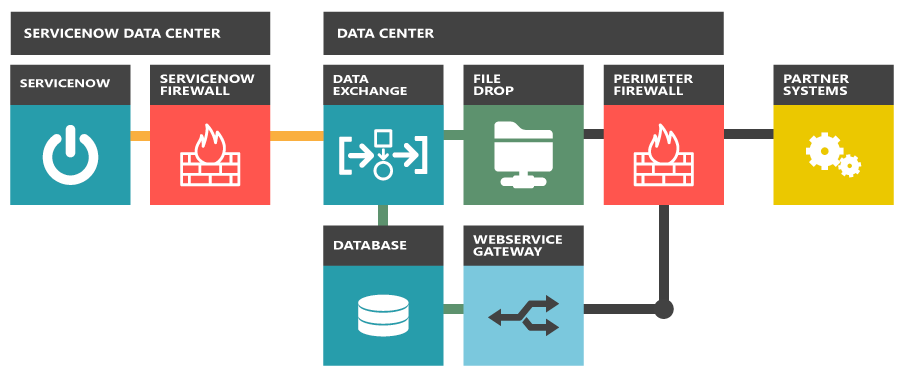 SERVICENOW DATA CENTER
DATA CENTER
SERVICENOW
SERVICENOW
FIREWALL
DATA
EXCHANGE
FILE
DROP
PERIMETER
FIREWALL
PARTNER
SYSTEMS
DATABASE
WEBSERVICE
GATEWAY